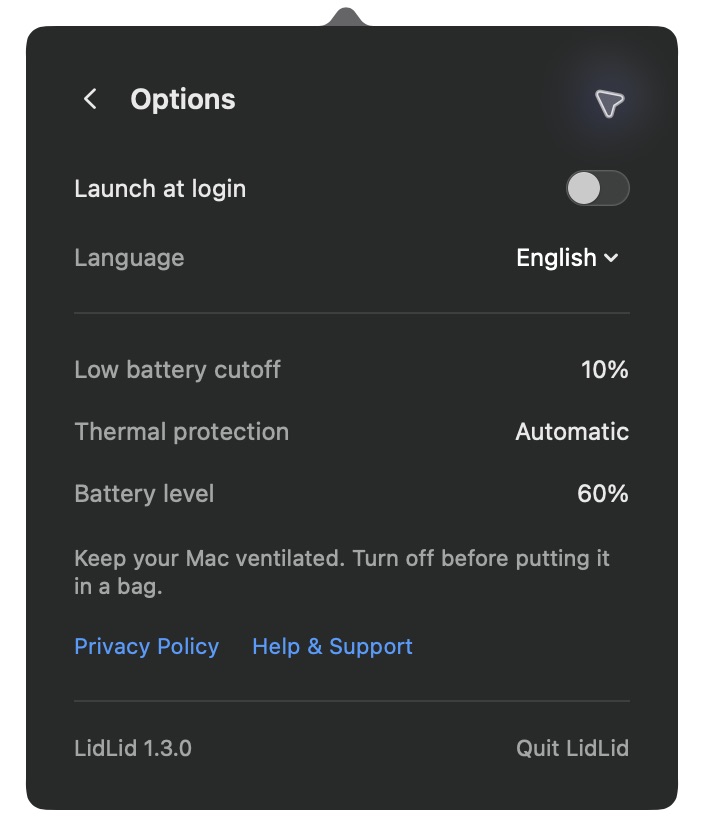 Options
Launch at login
Language English
Low battery cutoff 10%
Thermal protection Automatic
Battery level 60%
Keep your Mac ventilated. Turn off before putting it
in a bag.
Privacy Policy Help & Support
LidLid 1.3.0 Quit LidLid